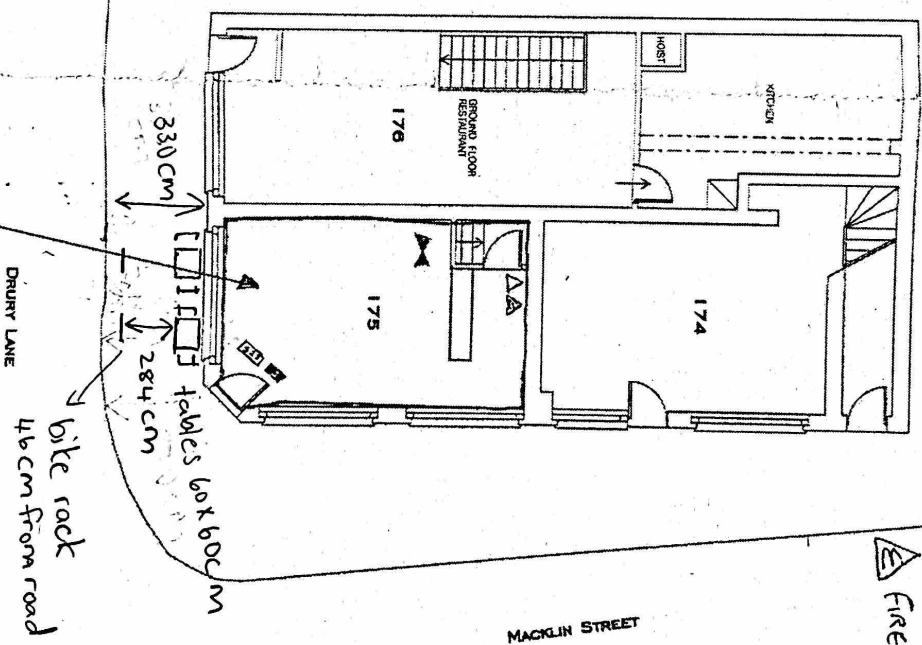 HOIST
KITCHEN
GROUND FLOOR
RESTAURANT
176
330cm
175
174
284cm
tables 60x60cm
bike rack
46cm from road
DRURY LANE
MACKLIN STREET
E FIRE